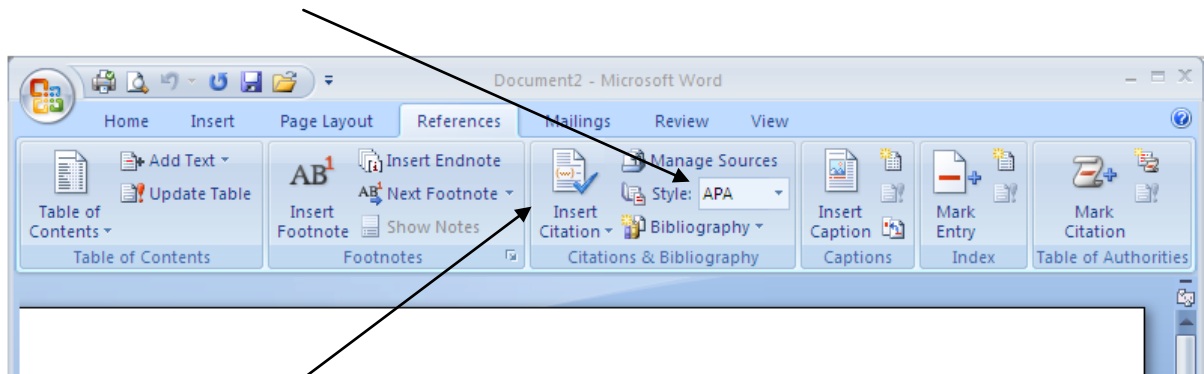 Document2 - Microsoft Word
Home Insert Page Layout References Mailings Review View
Table of
Contents
Add Text
Update Table
Table of Contents
AB1
Insert
Footnote
Insert Endnote
AB1 Next Footnote
Show Notes
Footnotes
Insert
Citation
Manage Sources
Style: APA
Bibliography
Citations & Bibliography
Insert
Caption
Captions
Mark
Entry
Index
Mark
Citation
Table of Authorities